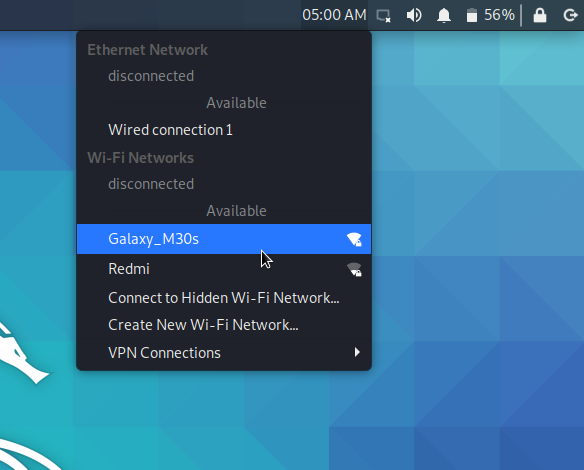 05:00 AM 56%
Ethernet Network
disconnected
Available
Wired connection 1
Wi-Fi Networks
disconnected
Available
Galaxy_M30s
Redmi
Connect to Hidden Wi-Fi Network...
Create New Wi-Fi Network...
VPN Connections